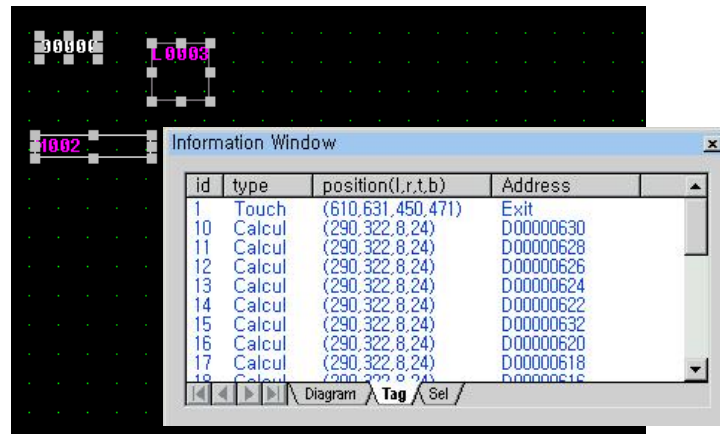 L0003
M002
Information Window
id type position(l,r,t,b) Address
1 Touch (610,631,450,471) Exit
10 Calcul (290,322,8,24) D00000630
11 Calcul (290,322,8,24) D00000628
12 Calcul (290,322,8,24) D00000626
13 Calcul (290,322,8,24) D00000624
14 Calcul (290,322,8,24) D00000622
15 Calcul (290,322,8,24) D00000632
16 Calcul (290,322,8,24) D00000620
17 Calcul (290,322,8,24) D00000618
Diagram Tag Sel